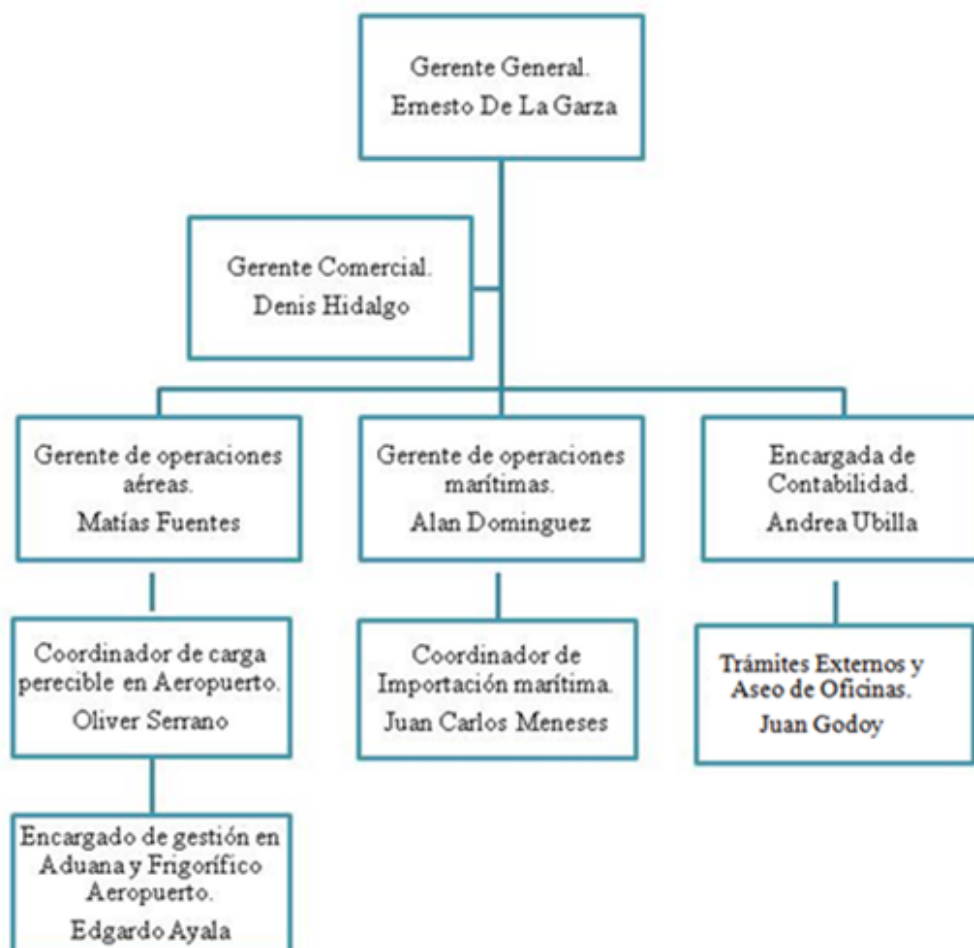 Gerente General.
Ernesto De La Garza
Gerente Comercial.
Denis Hidalgo
Gerente de operaciones
aéreas.
Matías Fuentes
Gerente de operaciones
marítimas.
Alan Dominguez
Encargada de
Contabilidad.
Andrea Ubilla
Coordinador de carga
perecible en Aeropuerto.
Oliver Serrano
Coordinador de
Importación marítima.
Juan Carlos Meneses
Trámites Externos y
Aseo de Oficinas.
Juan Godoy
Encargado de gestión en
Aduana y Frigorífico
Aeropuerto.
Edgardo Ayala